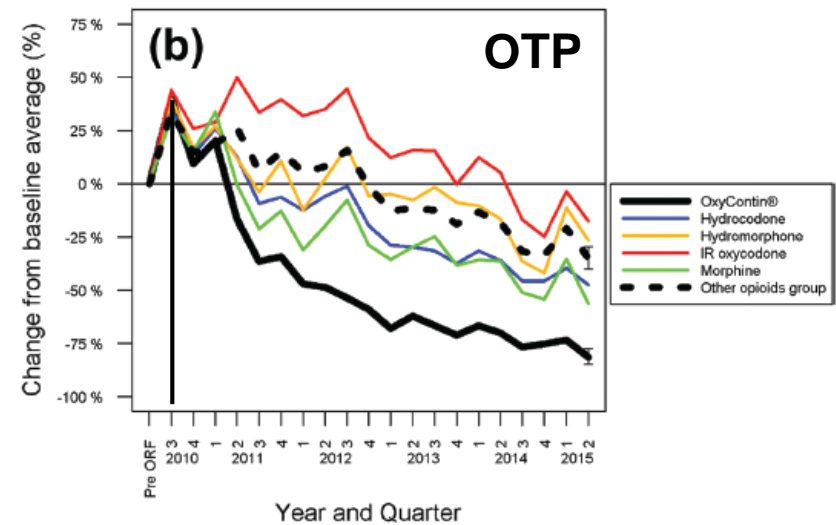 (b)
OTP
Change from baseline average (%)
75 %
50 %
25 %
0 %
-25 %
-50 %
-75 %
-100 %
OxyContin®
Hydrocodone
Hydromorphone
IR oxycodone
Morphine
Other opioids group
Pre ORF 3 4 1 2 3 4 1 2 3 4 1 2 3 4 1 2 3 4 1 2
2010 2011 2012 2013 2014 2015
Year and Quarter